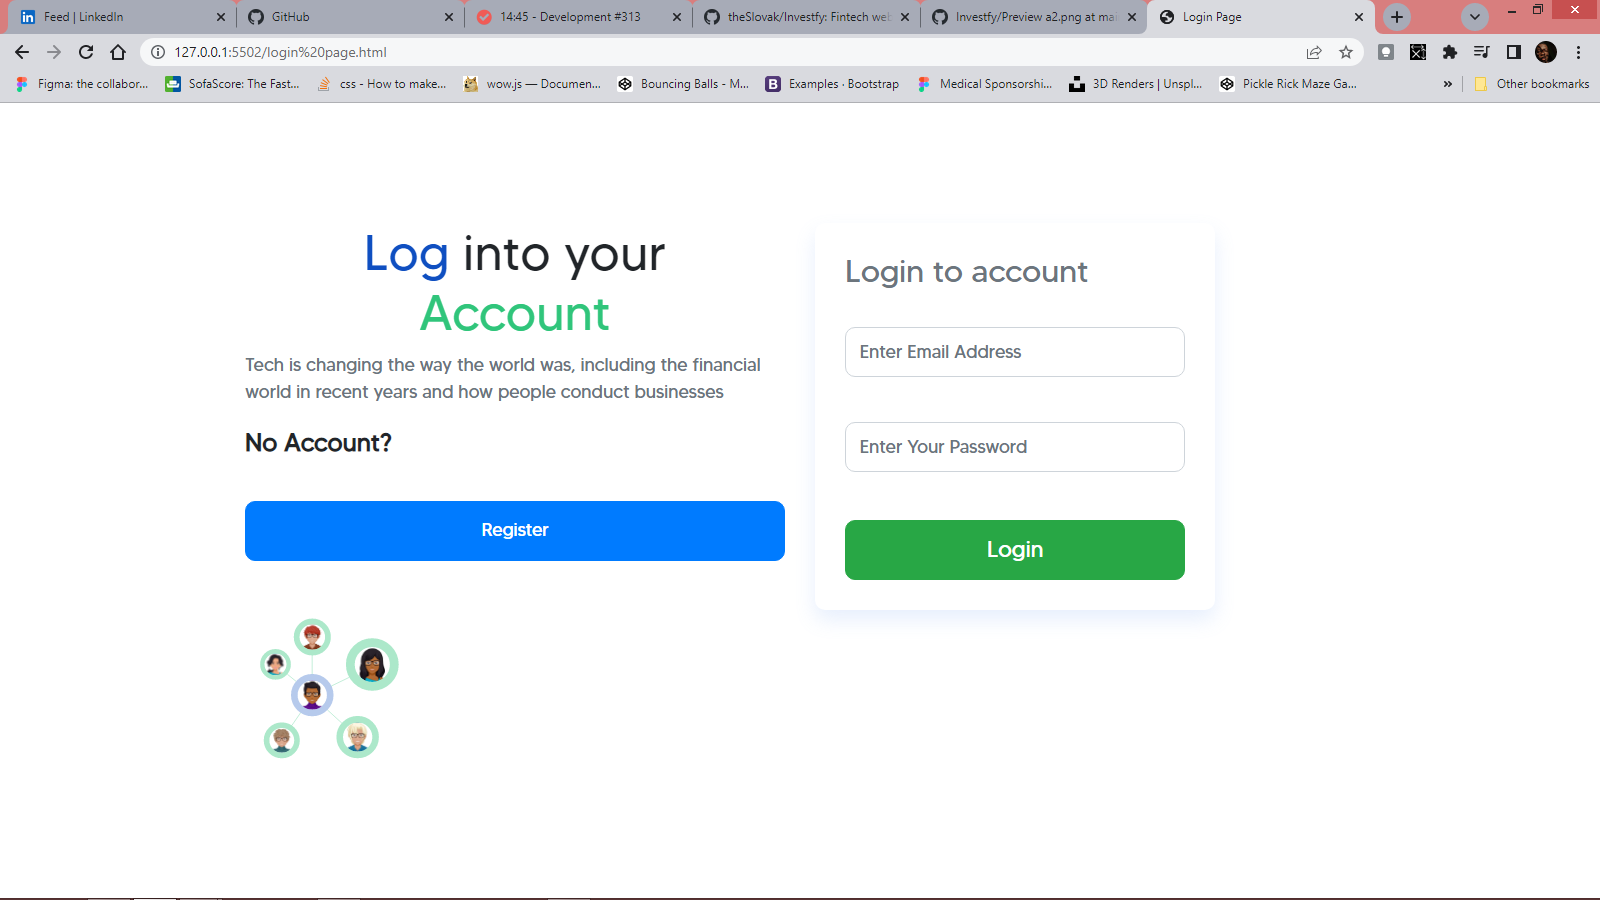 Feed | LinkedIn
GitHub
14:45 - Development #313
theSlovak/Investfy: Fintech web
Investfy/Preview a2.png at mai
Login Page
127.0.0.1:5502/login%20page.html
Figma: the collabor...
SofaScore: The Fast...
css - How to make...
wow.js — Documen...
Bouncing Balls - M...
Examples · Bootstrap
Medical Sponsorshi...
3D Renders | Unspl...
Pickle Rick Maze Ga...
»
Other bookmarks
Log into your
Account
Tech is changing the way the world was, including the financial
world in recent years and how people conduct businesses
No Account?
Register
Login to account
Enter Email Address
Enter Your Password
Login